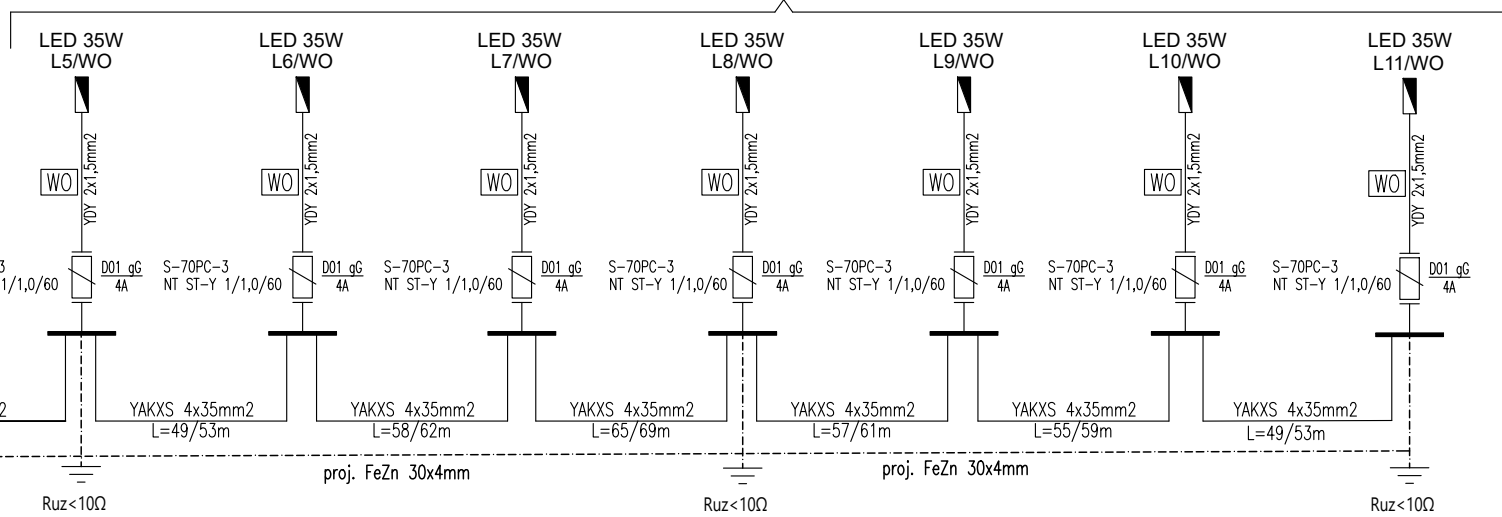 LED 35W
L5/WO
LED 35W
L6/WO
LED 35W
L7/WO
LED 35W
L8/WO
LED 35W
L9/WO
LED 35W
L10/WO
LED 35W
L11/WO
YDY 2x1,5mm2
YDY 2x1,5mm2
YDY 2x1,5mm2
YDY 2x1,5mm2
YDY 2x1,5mm2
YDY 2x1,5mm2
YDY 2x1,5mm2
WO
WO
WO
WO
WO
WO
WO
3
1/1,0/60
D01 gG
4A
S-70PC-3
NT ST-Y 1/1,0/60
D01 gG
4A
S-70PC-3
NT ST-Y 1/1,0/60
D01 gG
4A
S-70PC-3
NT ST-Y 1/1,0/60
D01 gG
4A
S-70PC-3
NT ST-Y 1/1,0/60
D01 gG
4A
S-70PC-3
NT ST-Y 1/1,0/60
D01 gG
4A
S-70PC-3
NT ST-Y 1/1,0/60
D01 gG
4A
2
YAKXS 4x35mm2
L=49/53m
YAKXS 4x35mm2
L=58/62m
YAKXS 4x35mm2
L=65/69m
YAKXS 4x35mm2
L=57/61m
YAKXS 4x35mm2
L=55/59m
YAKXS 4x35mm2
L=49/53m
proj. FeZn 30x4mm
proj. FeZn 30x4mm
Ruz<10Ω
Ruz<10Ω
Ruz<10Ω